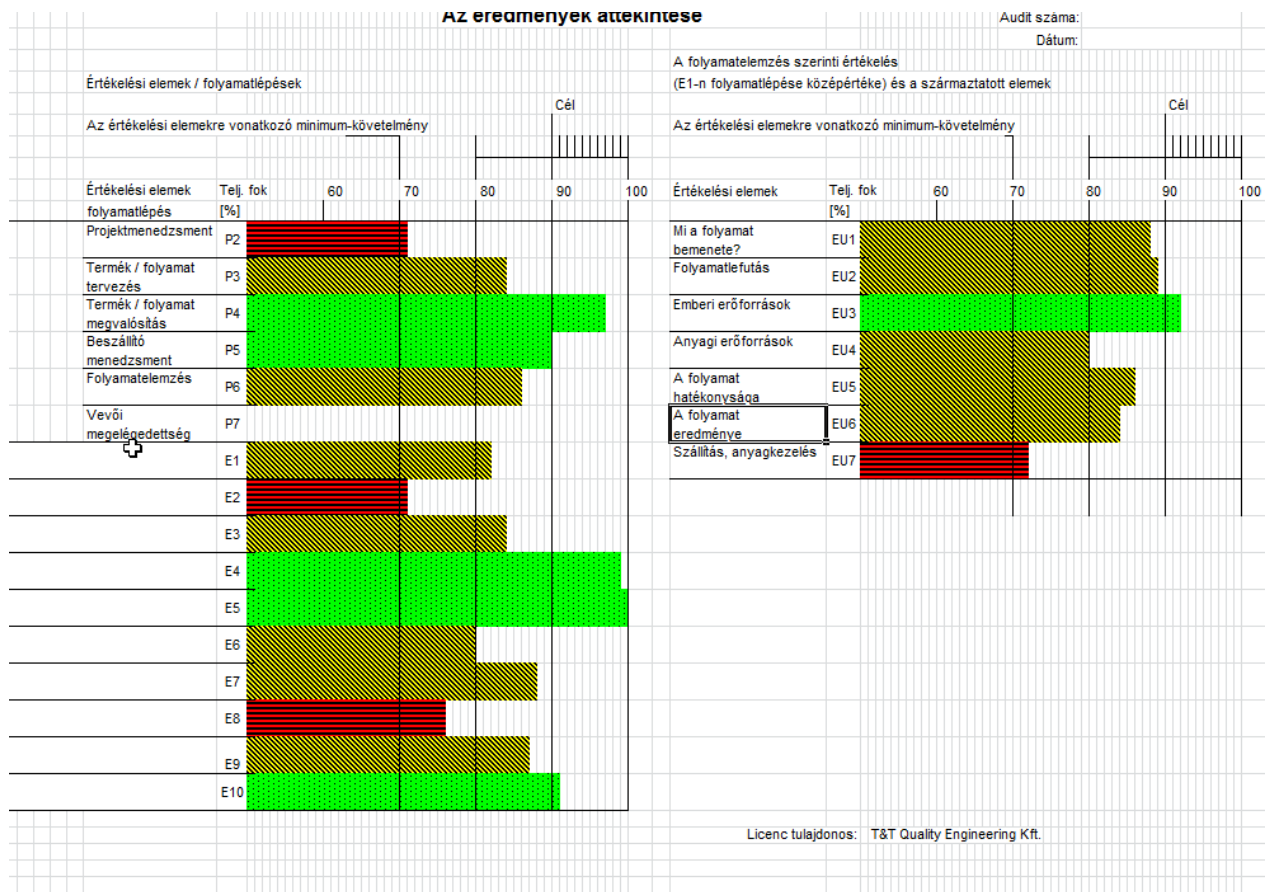 Az eredmények áttekintése
Audit száma:
Dátum:
A folyamatelemzés szerinti értékelés
Értékelési elemek / folyamatlépések
(E1-n folyamatlépése középértéke) és a származtatott elemek
Cél
Cél
Az értékelési elemekre vonatkozó minimum-követelmény
Az értékelési elemekre vonatkozó minimum-követelmény
Értékelési elemek Telj. fok 60 70 80 90 100
folyamatlépés [%]
Projektmenedzsment P2
Termék / folyamat
tervezés P3
Termék / folyamat
megvalósítás P4
Beszállító
menedzsment P5
Folyamatelemzés P6
Vevői
megelégedettség P7
E1
E2
E3
E4
E5
E6
E7
E8
E9
E10
Értékelési elemek Telj. fok 60 70 80 90 100
[%]
Mi a folyamat
bemenete? EU1
Folyamatlefutás EU2
Emberi erőforrások EU3
Anyagi erőforrások EU4
A folyamat
hatékonysága EU5
A folyamat
eredménye EU6
Szállítás, anyagkezelés EU7
Licenc tulajdonos: T&T Quality Engineering Kft.